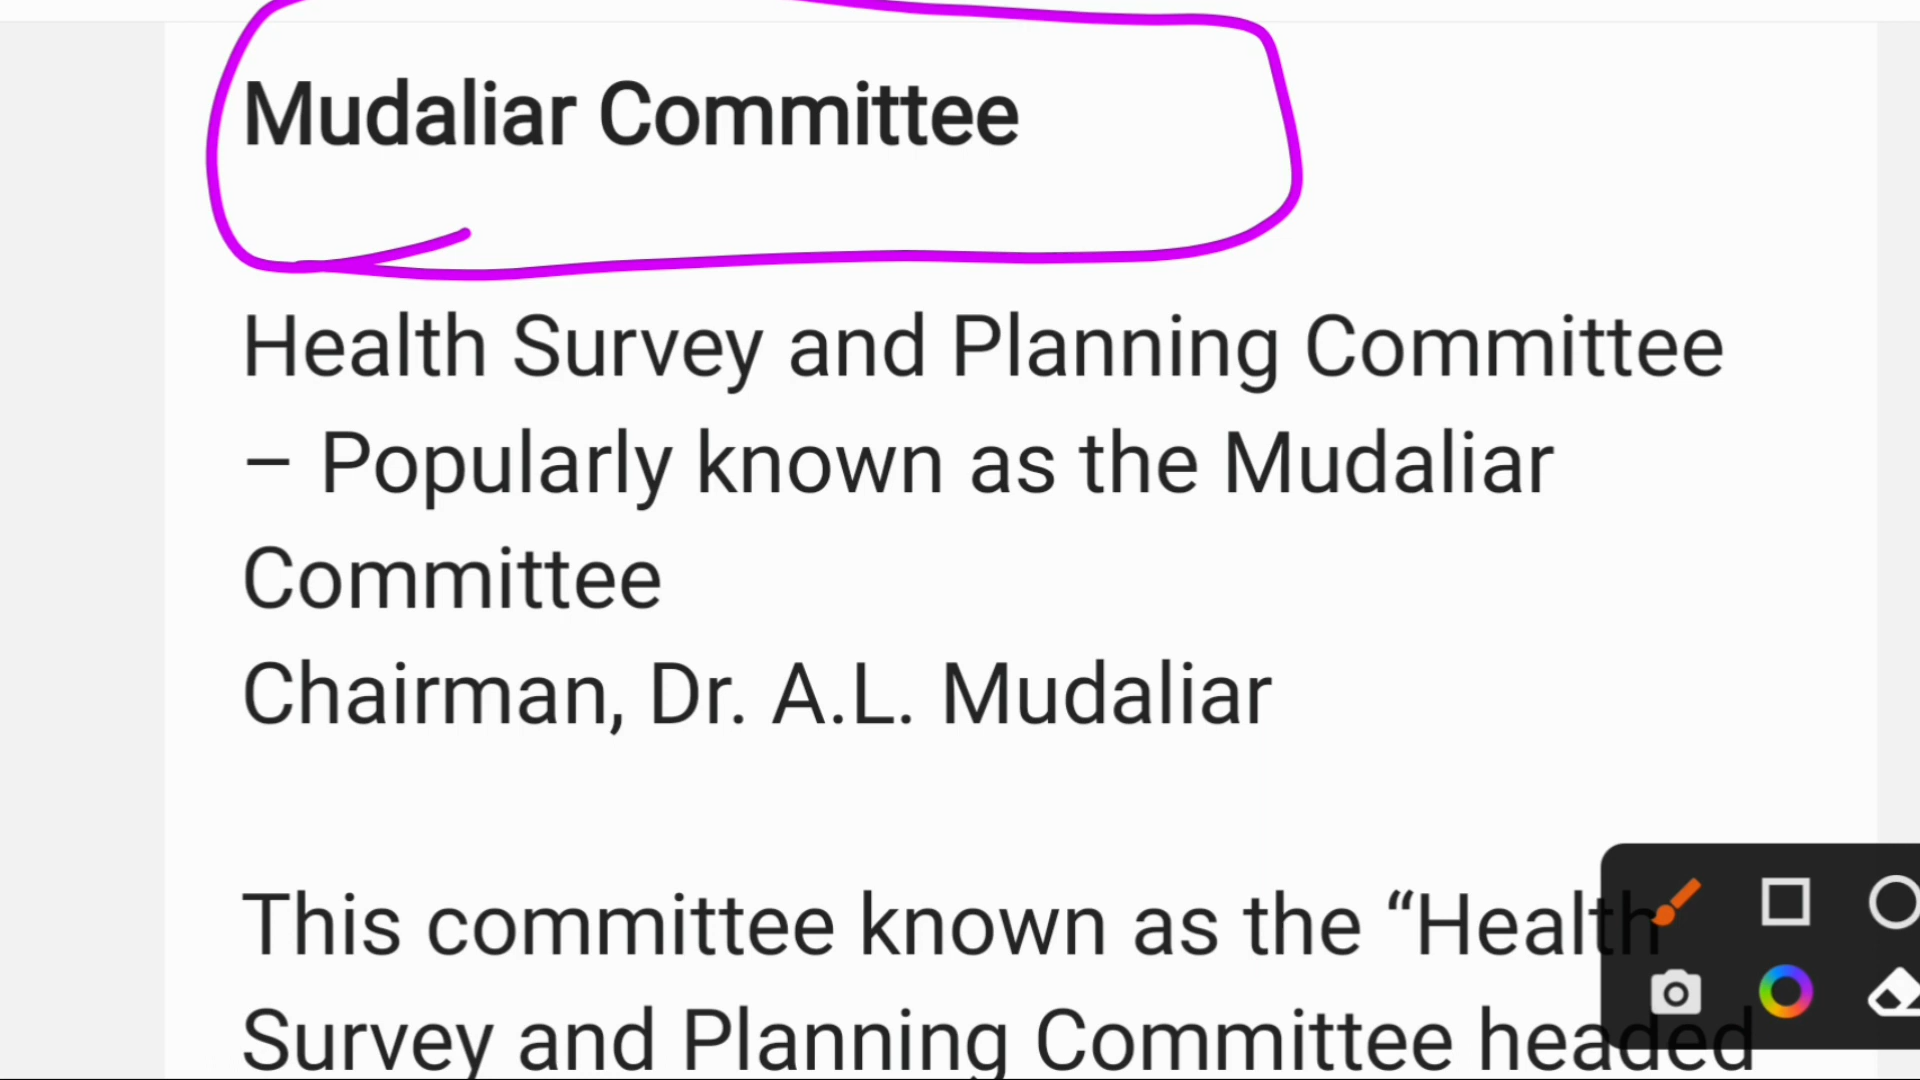 Mudaliar Committee
Health Survey and Planning Committee
– Popularly known as the Mudaliar
Committee
Chairman, Dr. A.L. Mudaliar
This committee known as the “Health
Survey and Planning Committee headed